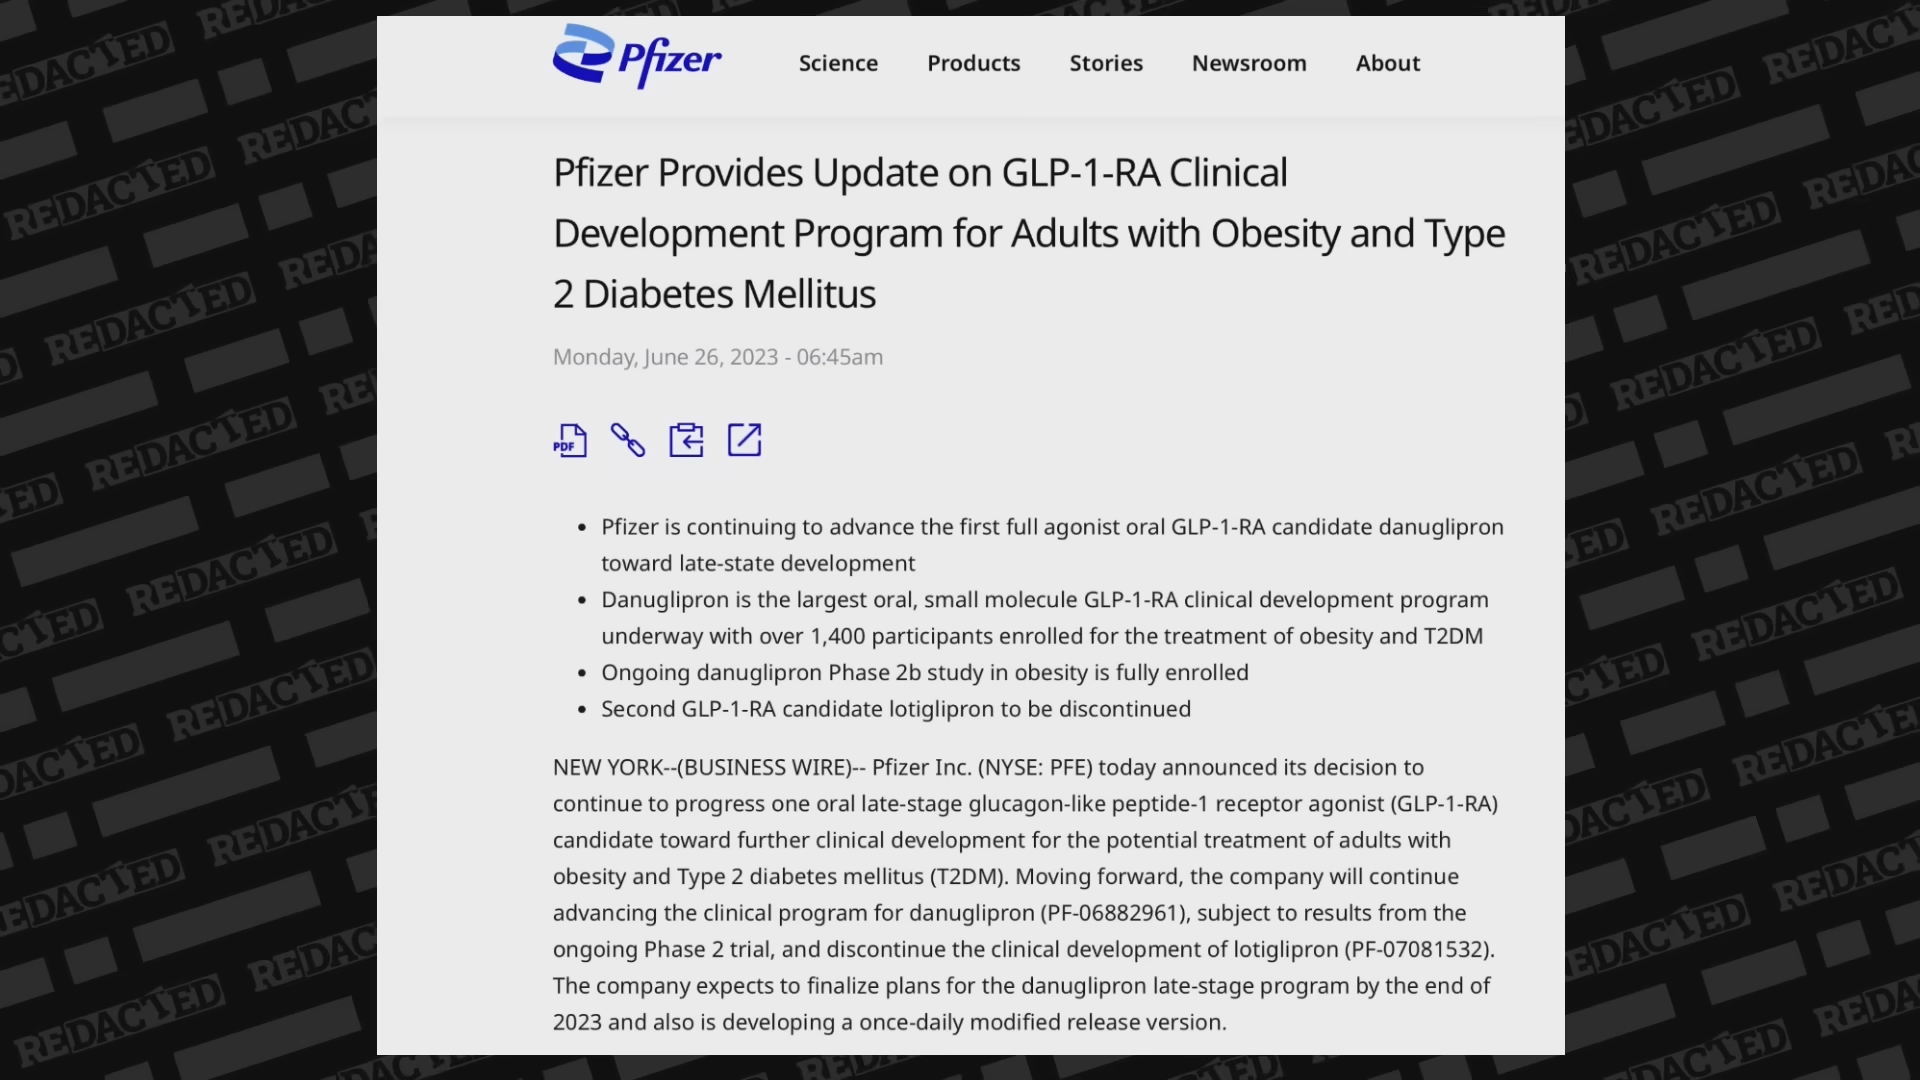 Pfizer
Science Products Stories Newsroom About
Pfizer Provides Update on GLP-1-RA Clinical
Development Program for Adults with Obesity and Type
2 Diabetes Mellitus
Monday, June 26, 2023 - 06:45am
PDF
• Pfizer is continuing to advance the first full agonist oral GLP-1-RA candidate danuglipron
toward late-state development
• Danuglipron is the largest oral, small molecule GLP-1-RA clinical development program
underway with over 1,400 participants enrolled for the treatment of obesity and T2DM
• Ongoing danuglipron Phase 2b study in obesity is fully enrolled
• Second GLP-1-RA candidate lotiglipron to be discontinued
NEW YORK--(BUSINESS WIRE)-- Pfizer Inc. (NYSE: PFE) today announced its decision to
continue to progress one oral late-stage glucagon-like peptide-1 receptor agonist (GLP-1-RA)
candidate toward further clinical development for the potential treatment of adults with
obesity and Type 2 diabetes mellitus (T2DM). Moving forward, the company will continue
advancing the clinical program for danuglipron (PF-06882961), subject to results from the
ongoing Phase 2 trial, and discontinue the clinical development of lotiglipron (PF-07081532).
The company expects to finalize plans for the danuglipron late-stage program by the end of
2023 and also is developing a once-daily modified release version.
REDACTED